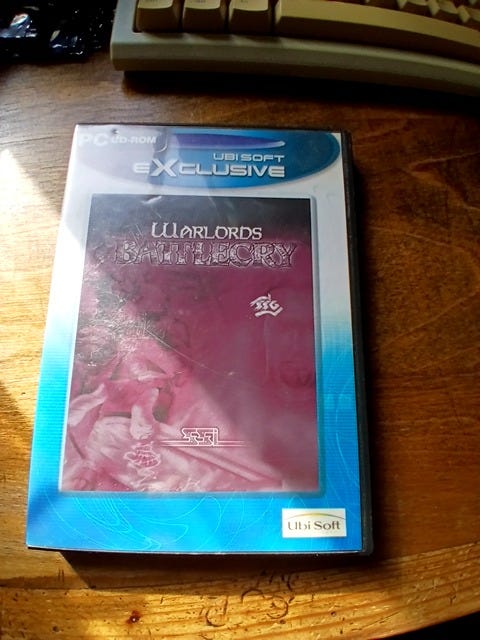 PC CD-ROM
UBI SOFT
eXCLUSIVE
WARLORDS
BATTLECRY
SSG
SSI
Ubi Soft